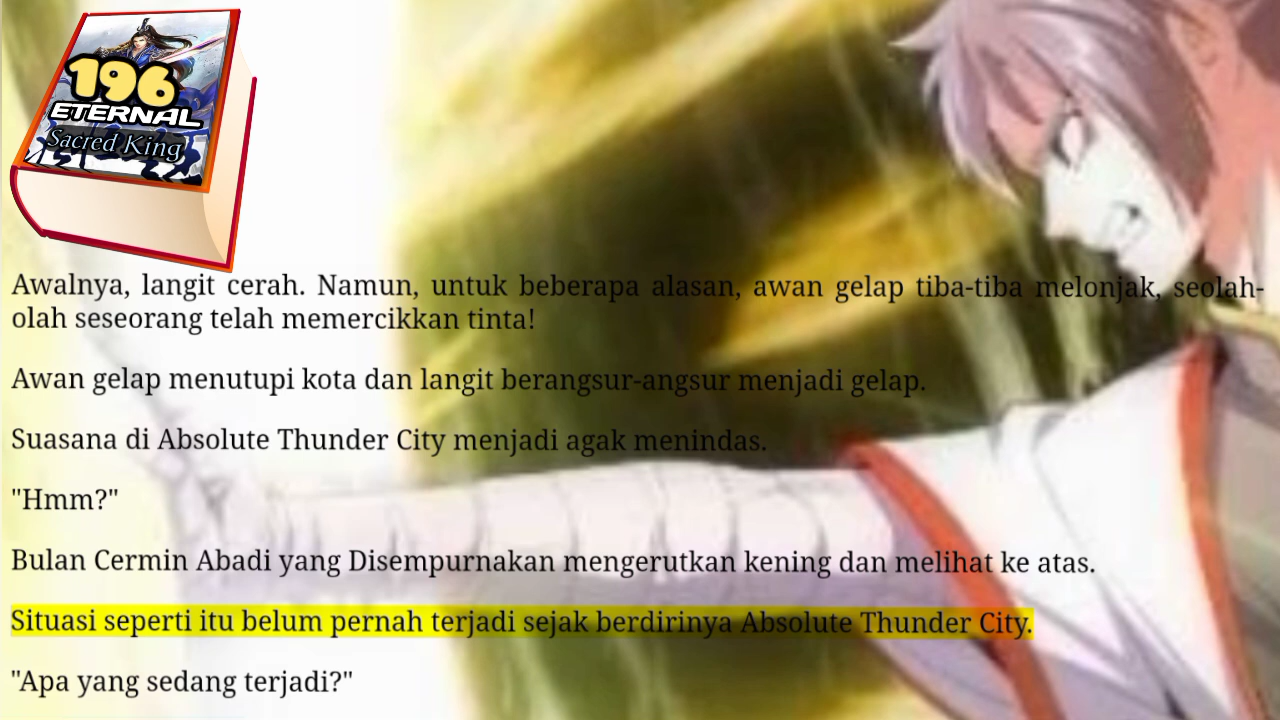 196
ETERNAL
Sacred King
Awalnya, langit cerah. Namun, untuk beberapa alasan, awan gelap tiba-tiba melonjak, seolah-
olah seseorang telah memercikkan tinta!
Awan gelap menutupi kota dan langit berangsur-angsur menjadi gelap.
Suasana di Absolute Thunder City menjadi agak menindas.
"Hmm?"
Bulan Cermin Abadi yang Disempurnakan mengerutkan kening dan melihat ke atas.
Situasi seperti itu belum pernah terjadi sejak berdirinya Absolute Thunder City.
"Apa yang sedang terjadi?"